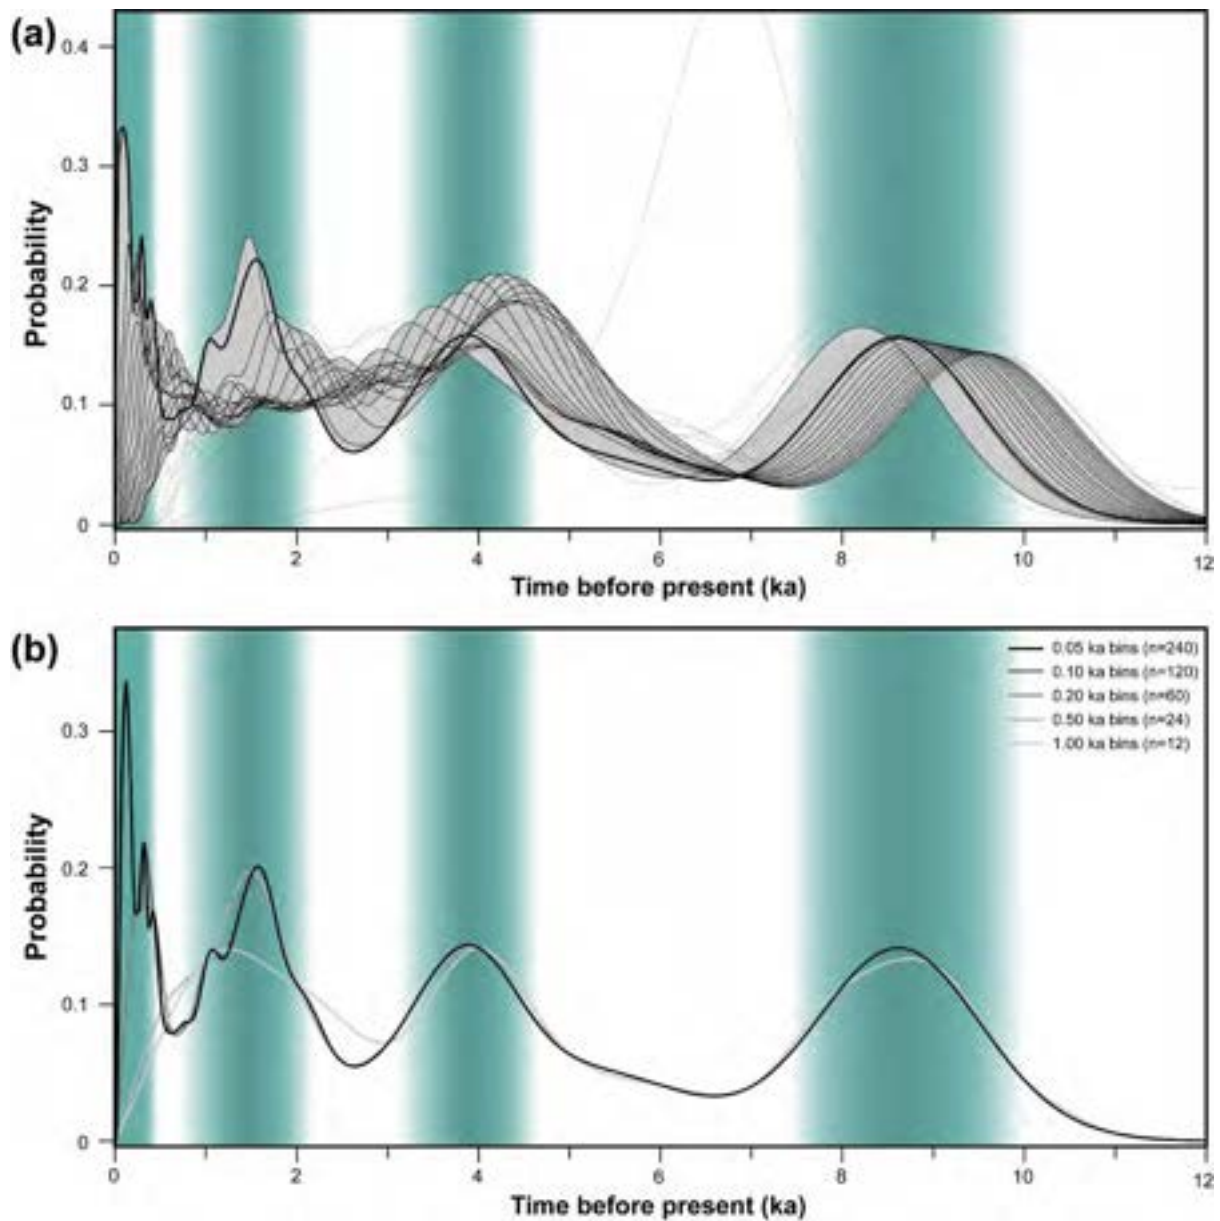 (a)
0.4
0.3
0.2
0.1
0
Probability
0 2 4 6 8 10 12
Time before present (ka)
(b)
0.05 ka bins (n=240)
0.10 ka bins (n=120)
0.20 ka bins (n=60)
0.50 ka bins (n=24)
1.00 ka bins (n=12)
0.3
0.2
0.1
0
Probability
0 2 4 6 8 10 12
Time before present (ka)